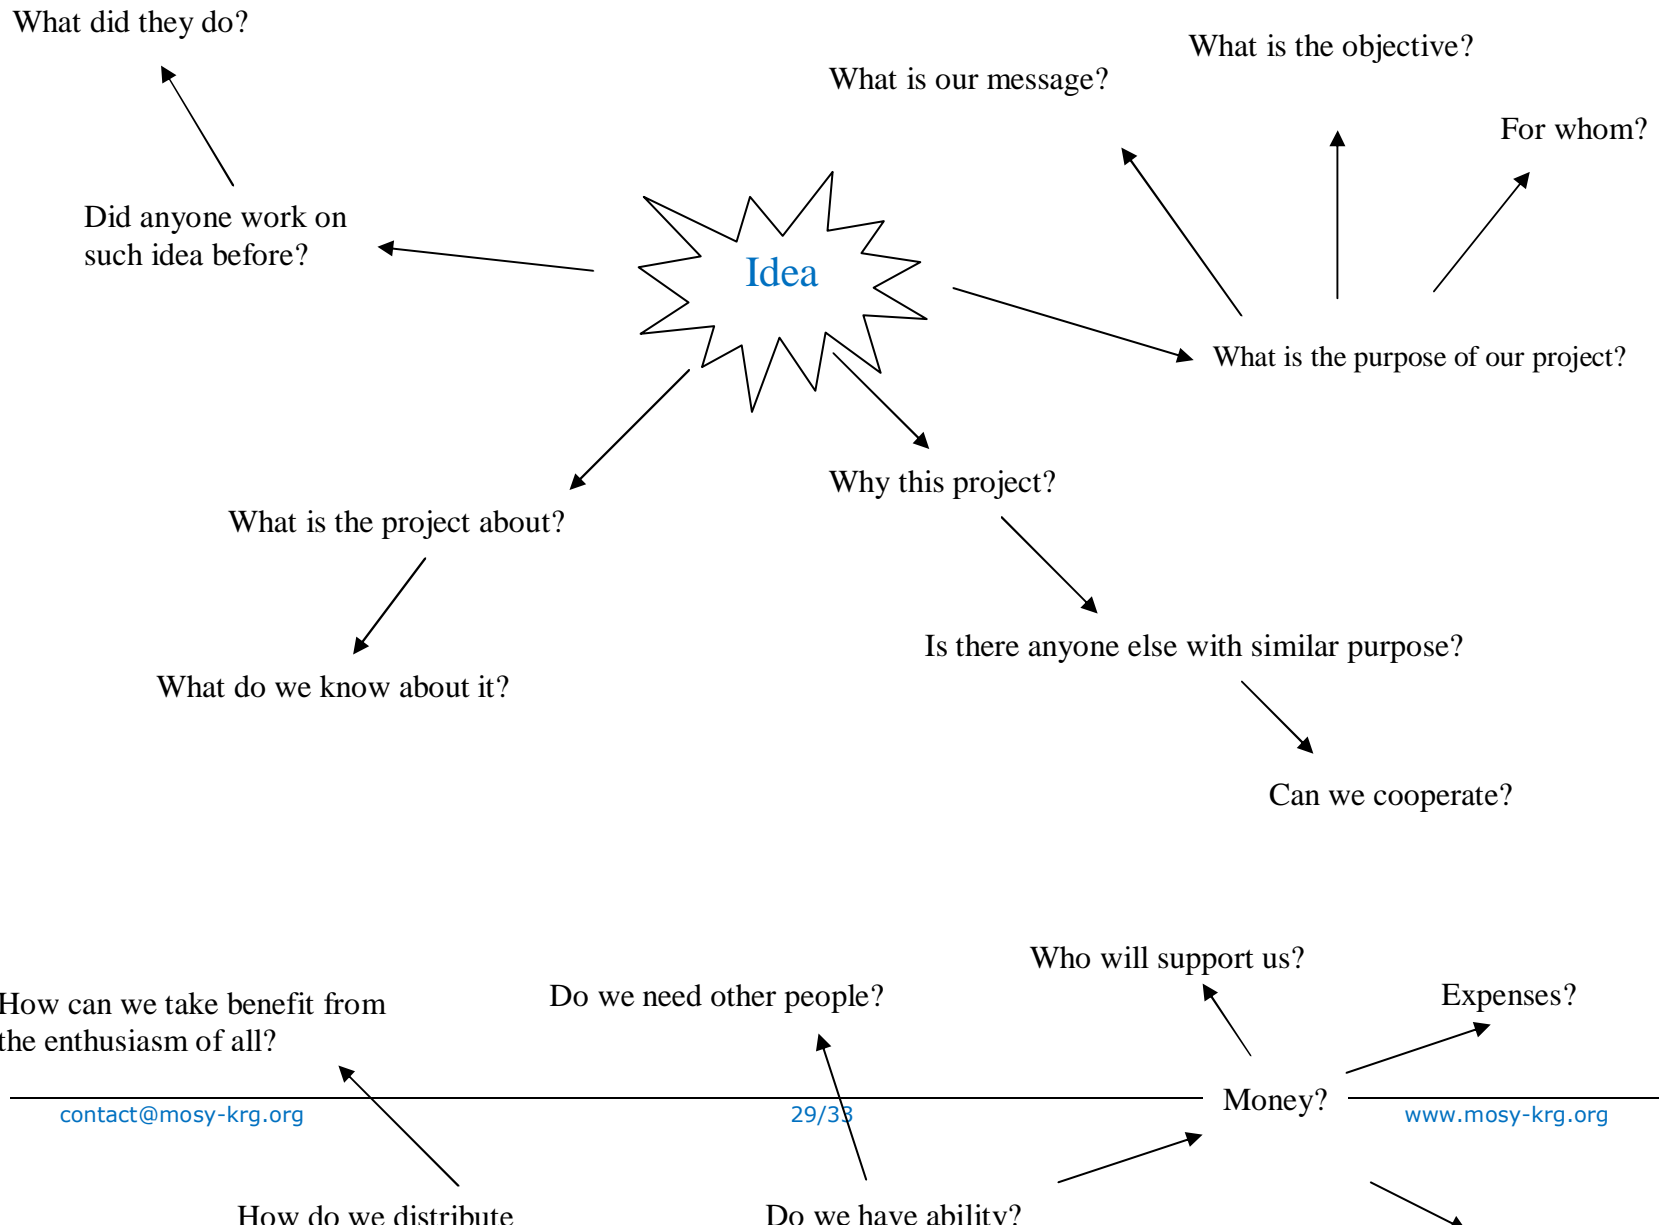 What did they do?
What is the objective?
What is our message?
For whom?
Did anyone work on
such idea before?
Idea
What is the purpose of our project?
Why this project?
What is the project about?
Is there anyone else with similar purpose?
What do we know about it?
Can we cooperate?
Who will support us?
Do we need other people?
Expenses?
How can we take benefit from
the enthusiasm of all?
Money?
contact@mosy-krg.org
29/33
www.mosy-krg.org
How do we distribute
Do we have ability?